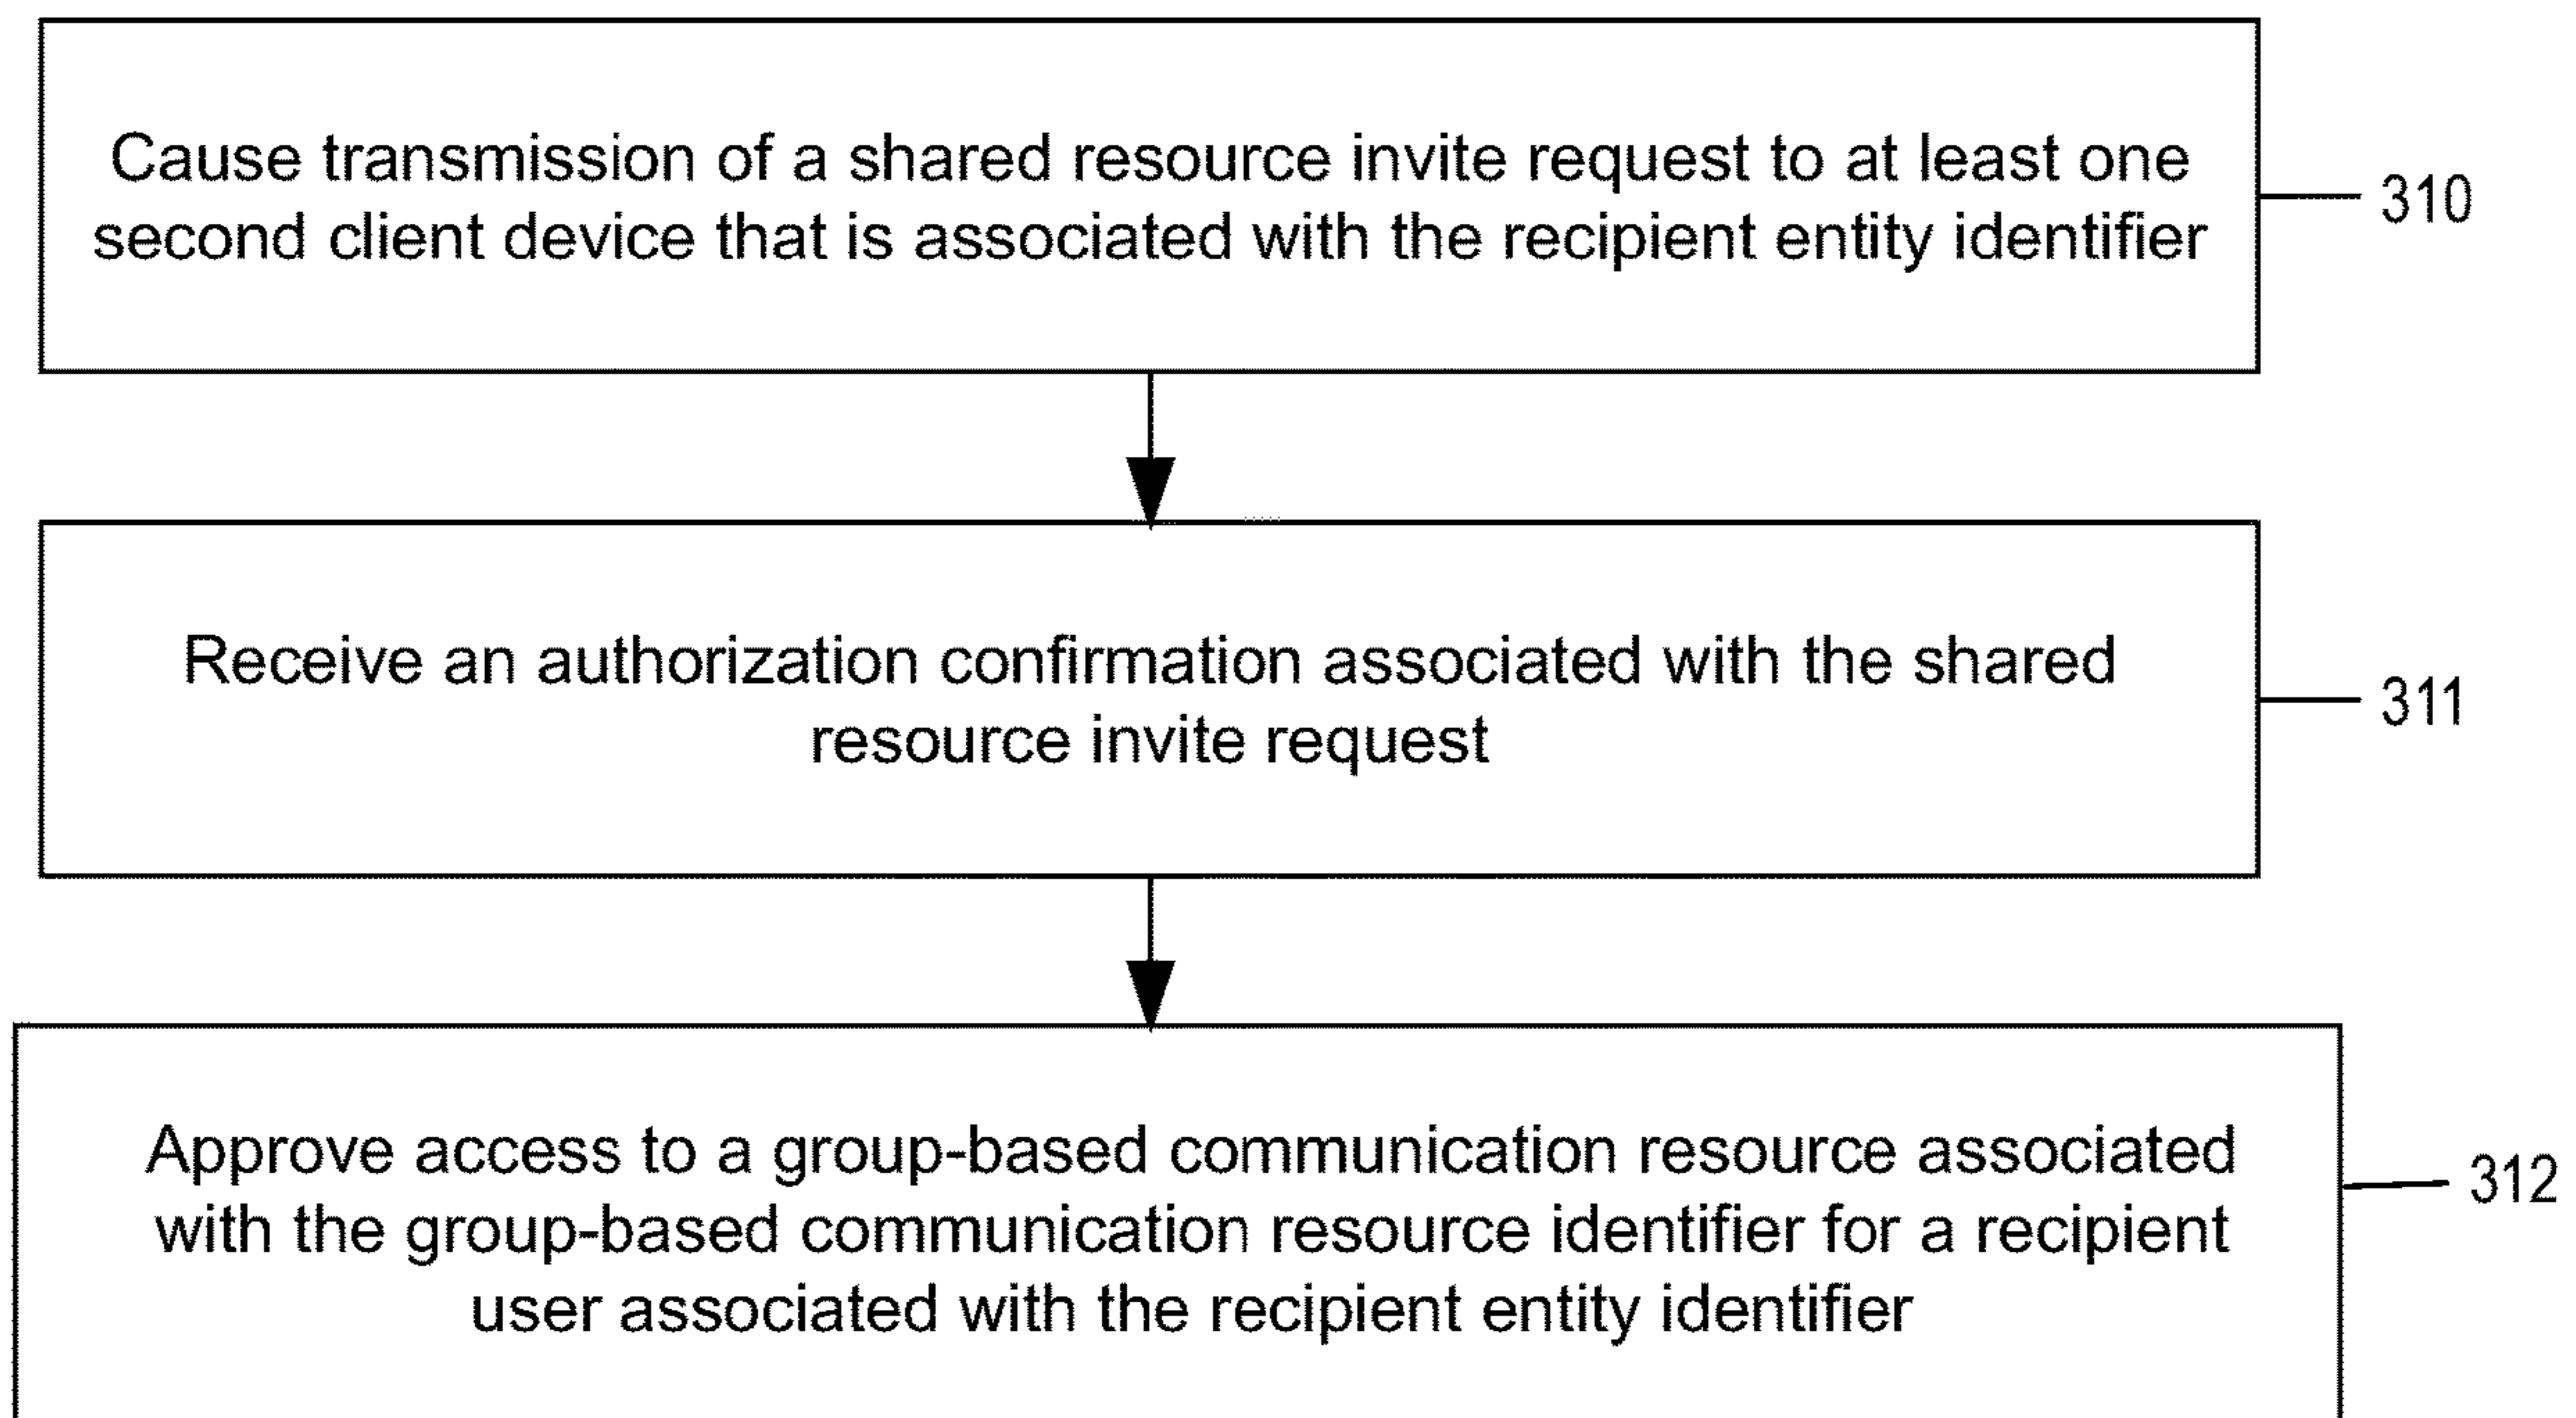 Cause transmission of a shared resource invite request to at least one
second client device that is associated with the recipient entity identifier
310
Receive an authorization confirmation associated with the shared
resource invite request
311
Approve access to a group-based communication resource associated
with the group-based communication resource identifier for a recipient
user associated with the recipient entity identifier
312